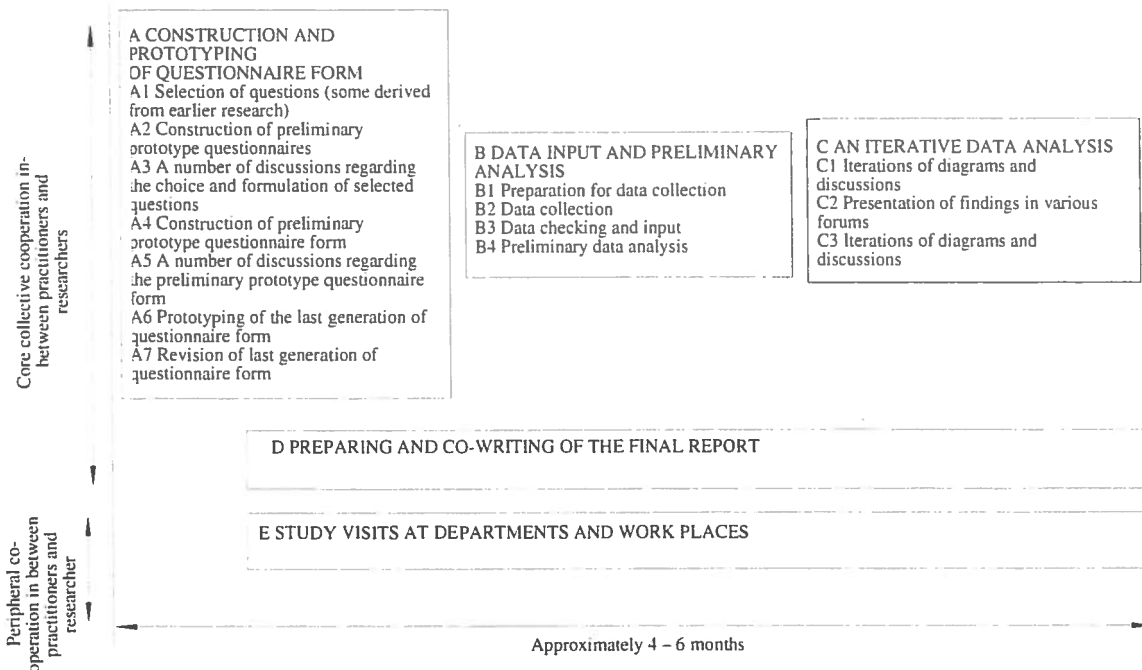 A CONSTRUCTION AND
PROTOTYPING
OF QUESTIONNAIRE FORM
A1 Selection of questions (some derived
from earlier research)
A2 Construction of preliminary
prototype questionnaires
A3 A number of discussions regarding
the choice and formulation of selected
questions
A4 Construction of preliminary
prototype questionnaire form
A5 A number of discussions regarding
the preliminary prototype questionnaire
form
A6 Prototyping of the last generation of
questionnaire form
A7 Revision of last generation of
questionnaire form
B DATA INPUT AND PRELIMINARY
ANALYSIS
B1 Preparation for data collection
B2 Data collection
B3 Data checking and input
B4 Preliminary data analysis
C AN ITERATIVE DATA ANALYSIS
C1 Iterations of diagrams and
discussions
C2 Presentation of findings in various
forums
C3 Iterations of diagrams and
discussions
Core collective cooperation in-
between practitioners and
researchers
D PREPARING AND CO-WRITING OF THE FINAL REPORT
E STUDY VISITS AT DEPARTMENTS AND WORK PLACES
Peripheral co-
operation in between
practitioners and
researcher
Approximately 4 – 6 months